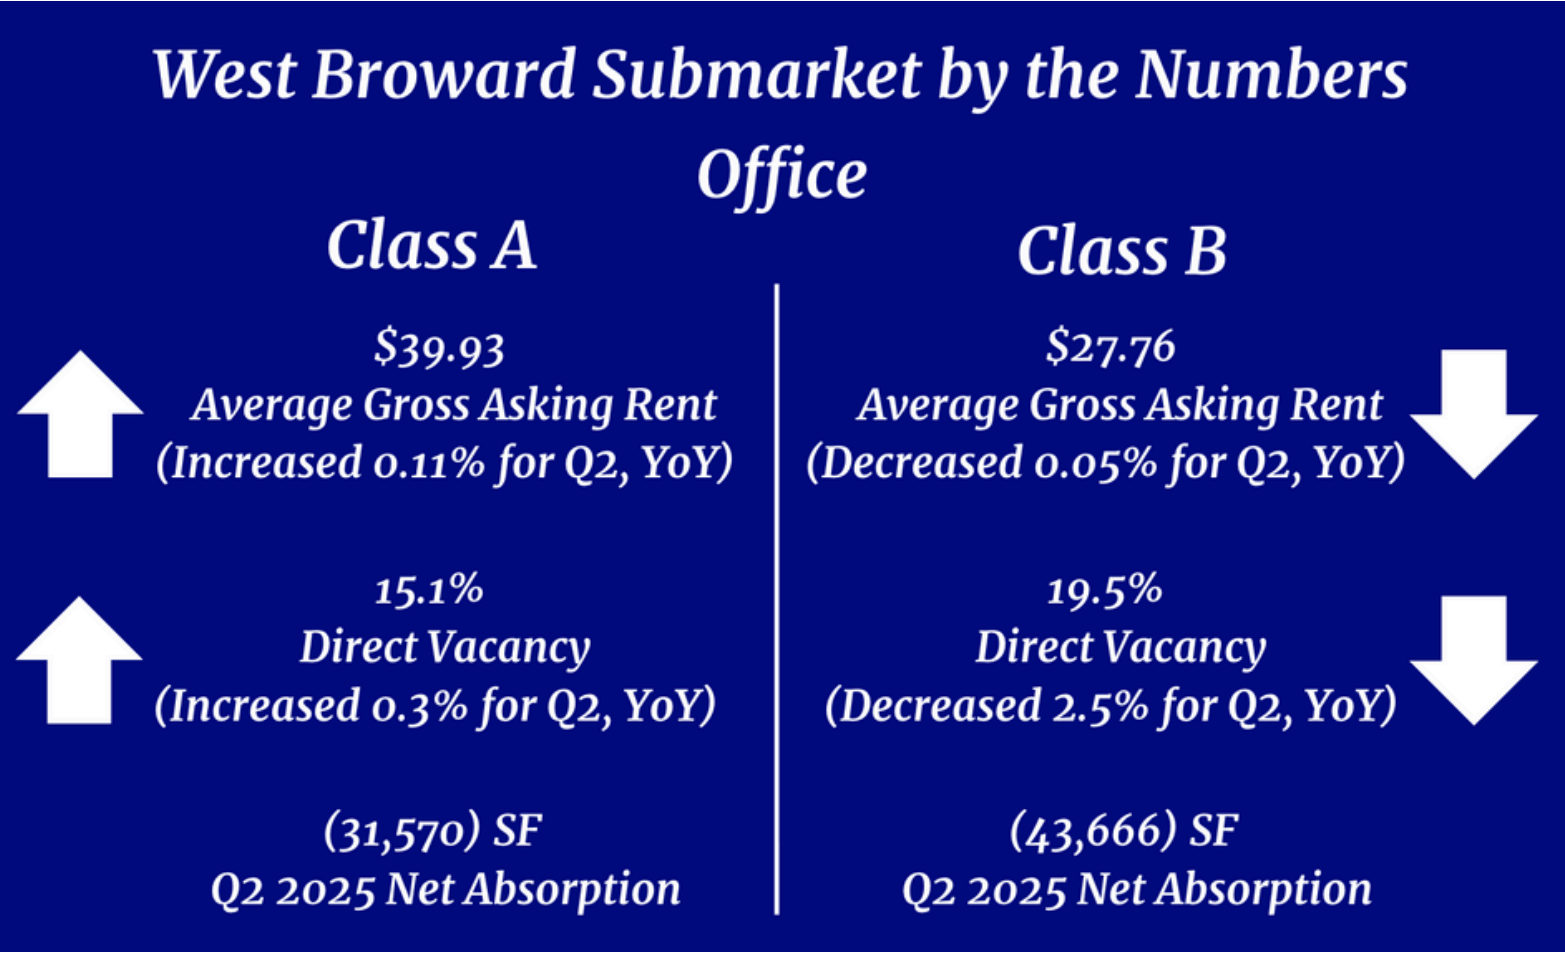 West Broward Submarket by the Numbers
Office
Class A
$39.93
Average Gross Asking Rent
(Increased 0.11% for Q2, YoY)
15.1%
Direct Vacancy
(Increased 0.3% for Q2, YoY)
(31,570) SF
Q2 2025 Net Absorption
Class B
$27.76
Average Gross Asking Rent
(Decreased 0.05% for Q2, YoY)
19.5%
Direct Vacancy
(Decreased 2.5% for Q2, YoY)
(43,666) SF
Q2 2025 Net Absorption